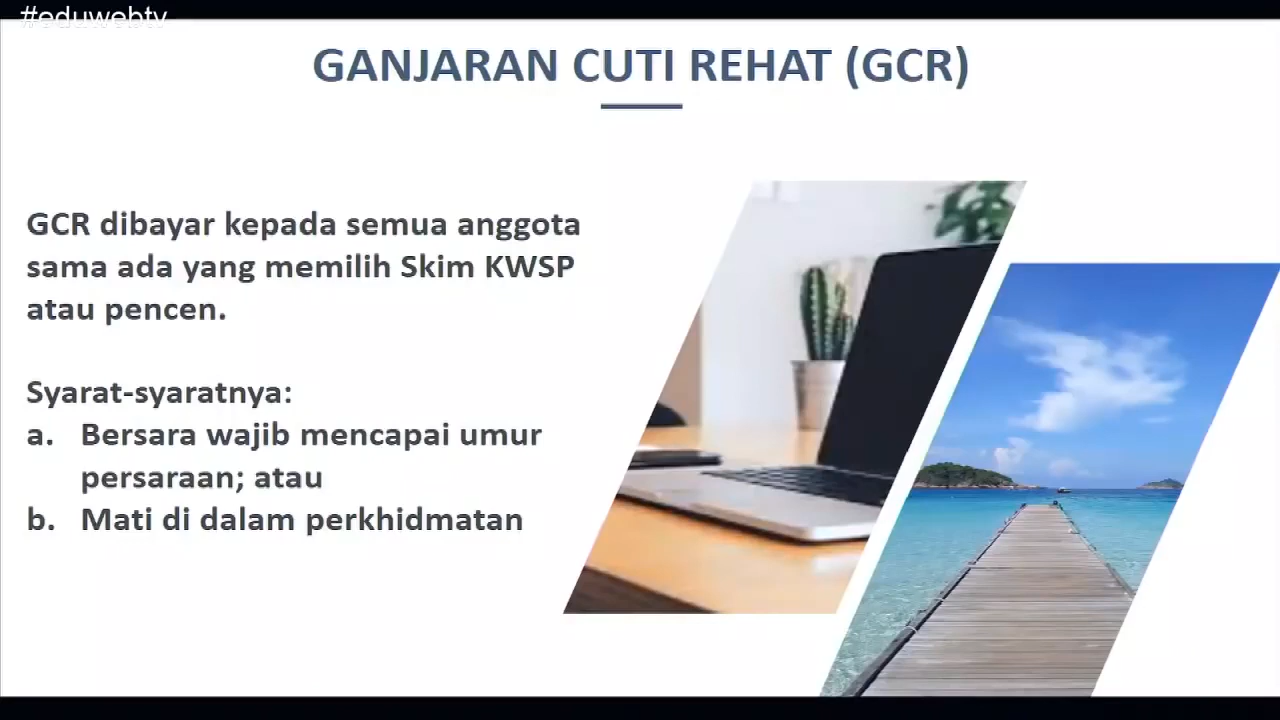 #eduwebtv
GANJARAN CUTI REHAT (GCR)
GCR dibayar kepada semua anggota
sama ada yang memilih Skim KWSP
atau pencen.
Syarat-syaratnya:
a. Bersara wajib mencapai umur
persaraan; atau
b. Mati di dalam perkhidmatan